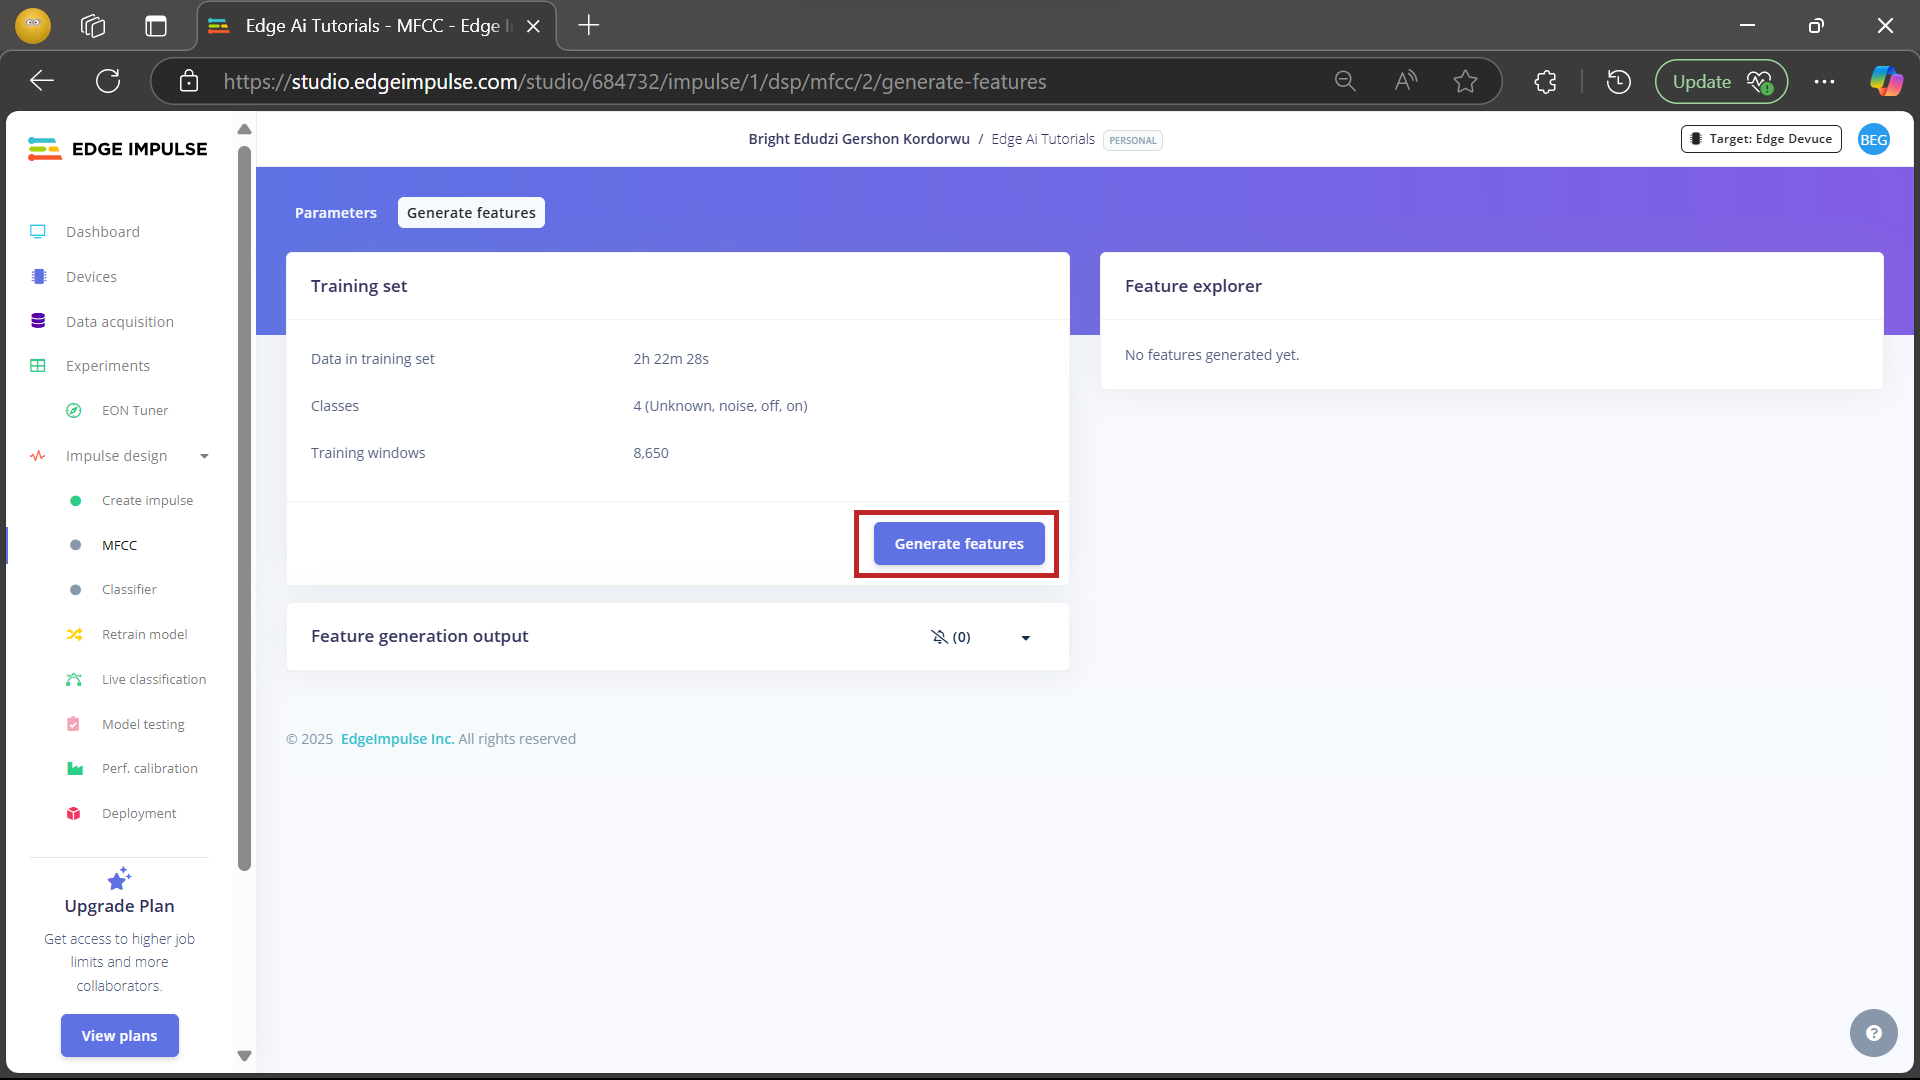 Edge Ai Tutorials - MFCC - Edge I
https://studio.edgeimpulse.com/studio/684732/impulse/1/dsp/mfcc/2/generate-features
Update
EDGE IMPULSE
Bright Edudzi Gershon Kordorwu / Edge Ai Tutorials PERSONAL
Target: Edge Devuce
BEG
Dashboard
Devices
Data acquisition
Experiments
EON Tuner
Impulse design
Create impulse
MFCC
Classifier
Retrain model
Live classification
Model testing
Perf. calibration
Deployment
Upgrade Plan
Get access to higher job
limits and more
collaborators.
View plans
Parameters
Generate features
Training set
Data in training set 2h 22m 28s
Classes 4 (Unknown, noise, off, on)
Training windows 8,650
Generate features
Feature generation output (0)
Feature explorer
No features generated yet.
© 2025 EdgeImpulse Inc. All rights reserved
?